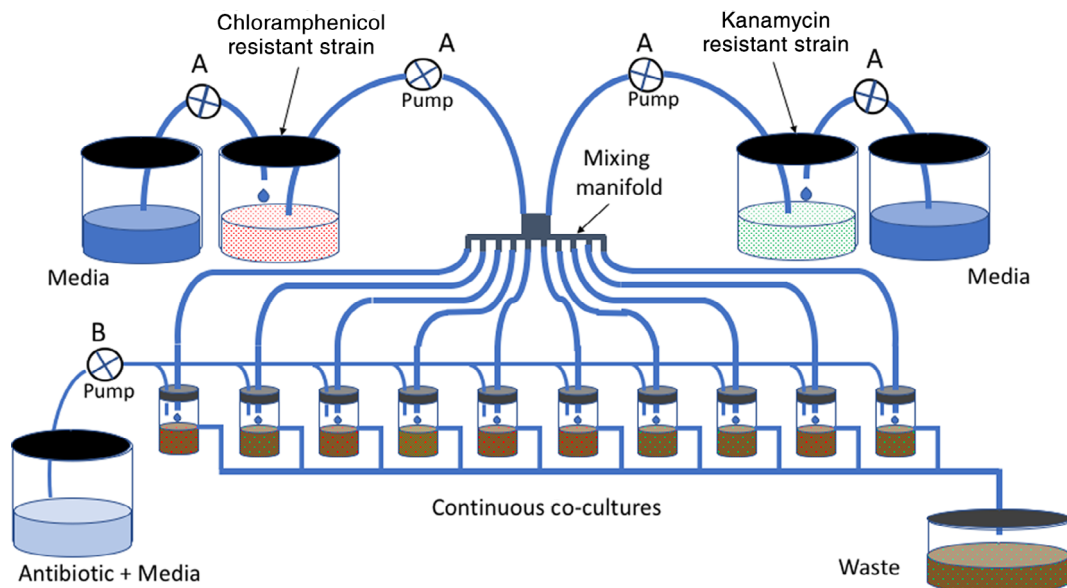 Chloramphenicol
resistant strain
Kanamycin
resistant strain
A
A
A
A
Pump
Pump
Mixing
manifold
Media
Media
B
Pump
Continuous co-cultures
Antibiotic + Media
Waste